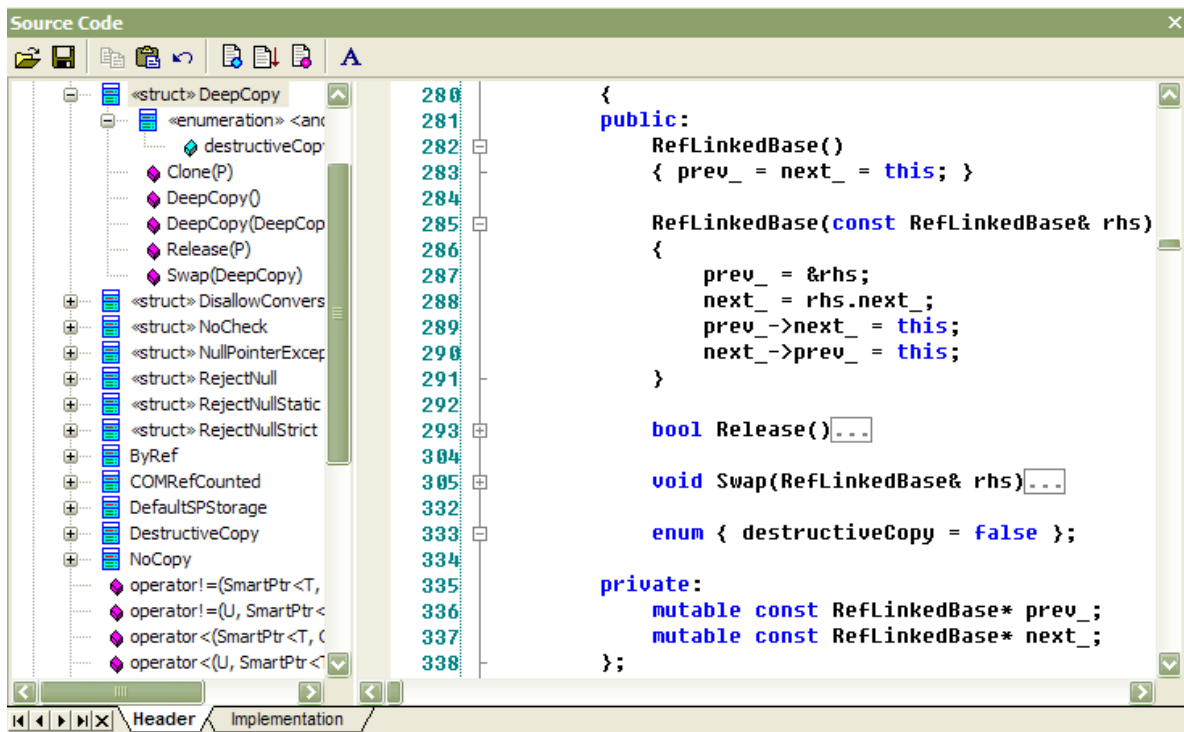 Source Code
A
«struct» DeepCopy
«enumeration» <ano
destructiveCop
Clone(P)
DeepCopy()
DeepCopy(DeepCop
Release(P)
Swap(DeepCopy)
«struct» DisallowConvers
«struct» NoCheck
«struct» NullPointerExcep
«struct» RejectNull
«struct» RejectNullStatic
«struct» RejectNullStrict
ByRef
COMRefCounted
DefaultSPStorage
DestructiveCopy
NoCopy
operator!=(SmartPtr<T,
operator!=(U, SmartPtr<
operator<(SmartPtr<T, O
operator<(U, SmartPtr<T
280 {
281 public:
282 RefLinkedBase()
283 { prev_ = next_ = this; }
284
285 RefLinkedBase(const RefLinkedBase& rhs)
286 {
287 prev_ = &rhs;
288 next_ = rhs.next_;
289 prev_->next_ = this;
290 next_->prev_ = this;
291 }
292
293 bool Release()...
304
305 void Swap(RefLinkedBase& rhs)...
332
333 enum { destructiveCopy = false };
334
335 private:
336 mutable const RefLinkedBase* prev_;
337 mutable const RefLinkedBase* next_;
338 };
Header Implementation